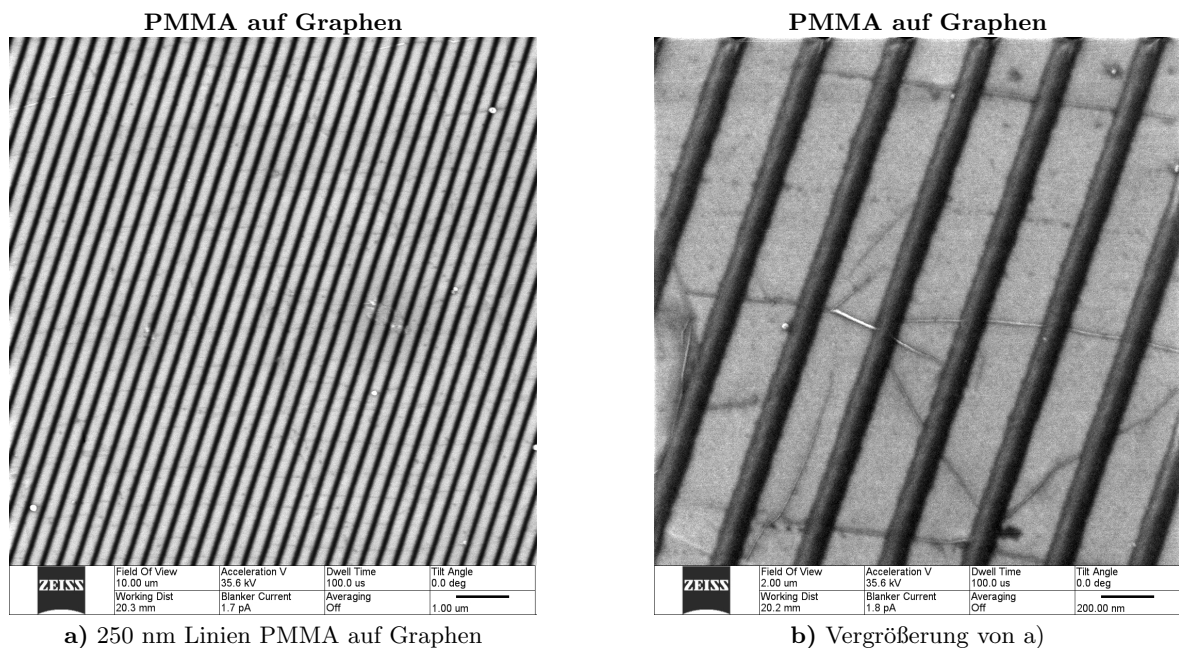 PMMA auf Graphen
ZEISS
Field Of View
10.00 um
Acceleration V
35.6 kV
Dwell Time
100.0 us
Tilt Angle
0.0 deg
Working Dist
20.3 mm
Blanker Current
1.7 pA
Averaging
Off
1.00 um
a) 250 nm Linien PMMA auf Graphen
PMMA auf Graphen
ZEISS
Field Of View
2.00 um
Acceleration V
35.6 kV
Dwell Time
100.0 us
Tilt Angle
0.0 deg
Working Dist
20.2 mm
Blanker Current
1.8 pA
Averaging
Off
200.00 nm
b) Vergrößerung von a)